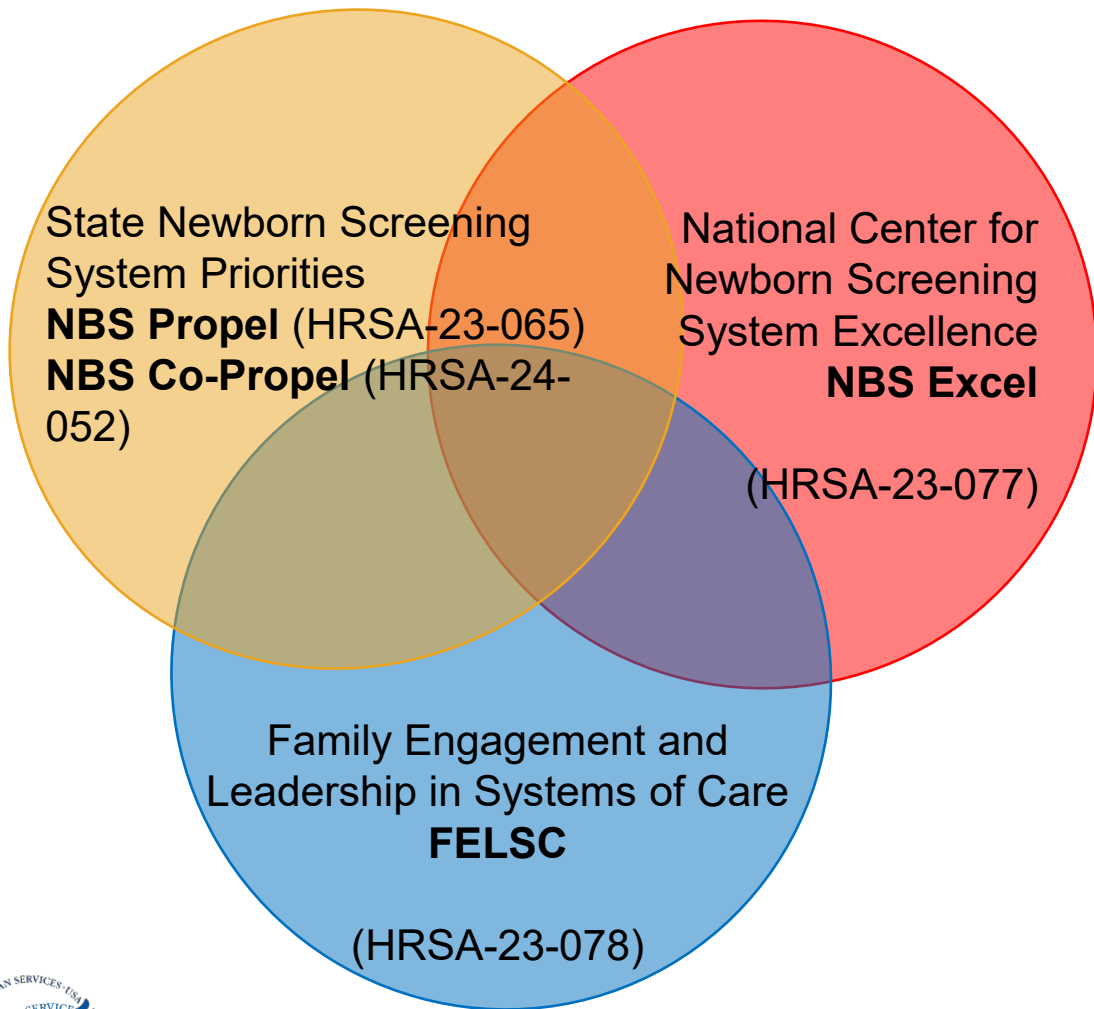 State Newborn Screening
System Priorities
NBS Propel (HRSA-23-065)
NBS Co-Propel (HRSA-24-
052)
National Center for
Newborn Screening
System Excellence
NBS Excel
(HRSA-23-077)
Family Engagement and
Leadership in Systems of Care
FELSC
(HRSA-23-078)
SERVICES · USA